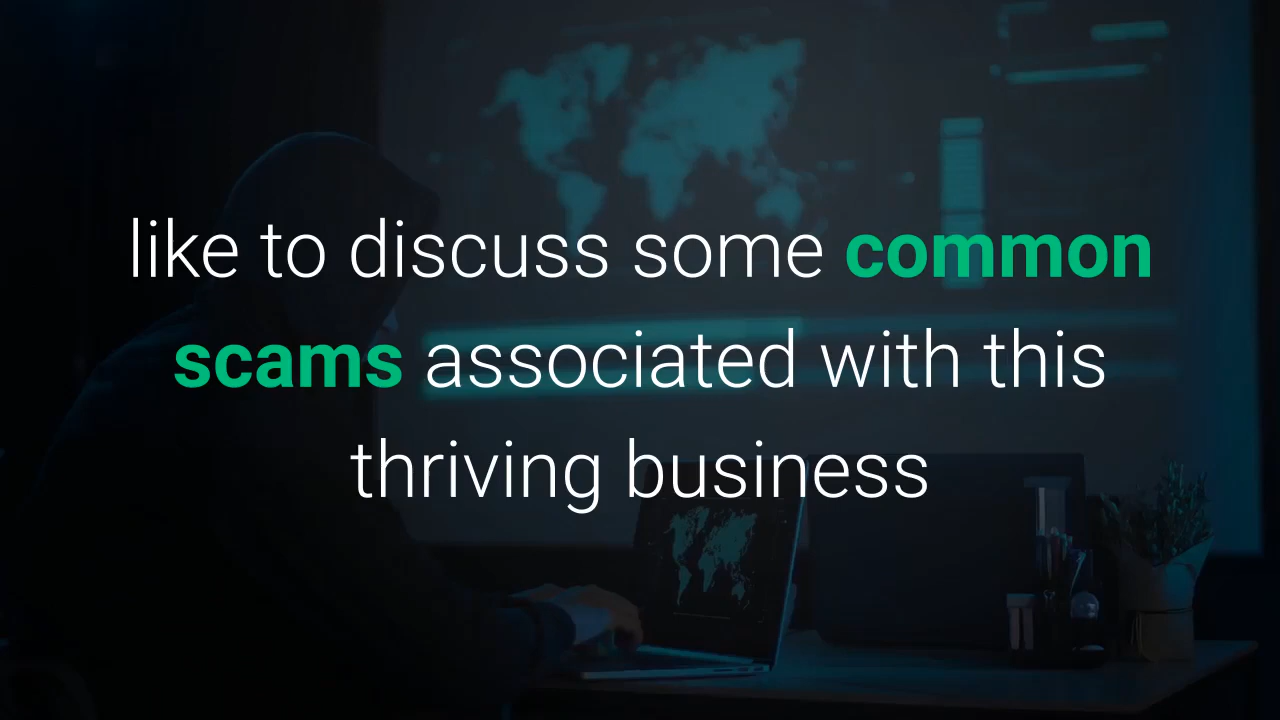 like to discuss some common
scams associated with this
thriving business